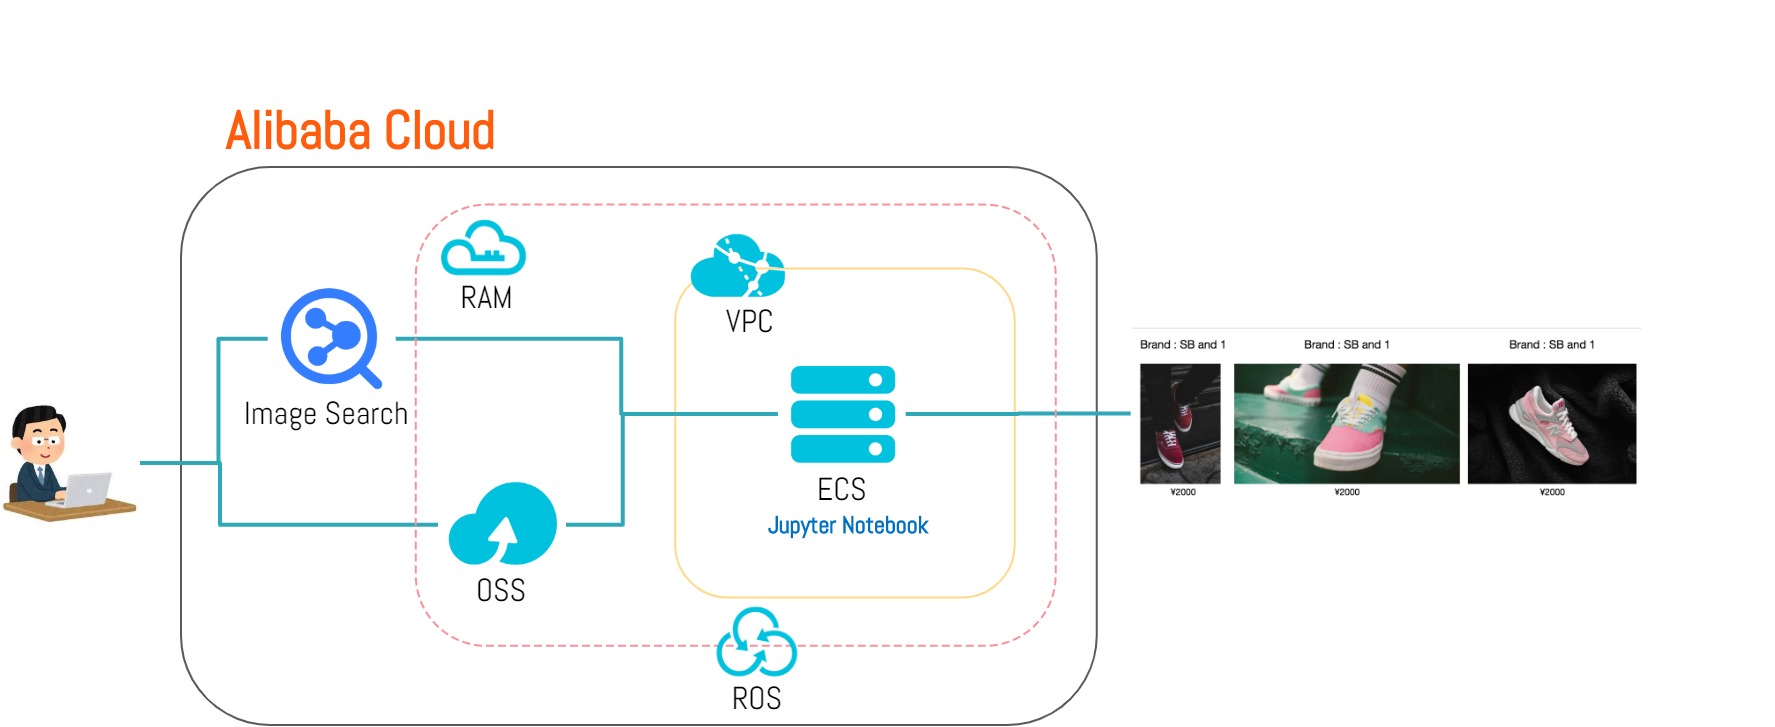 Alibaba Cloud
RAM
VPC
Image Search
ECS
Jupyter Notebook
OSS
ROS
Brand : SB and 1
Brand : SB and 1
Brand : SB and 1
¥2000
¥2000
¥2000